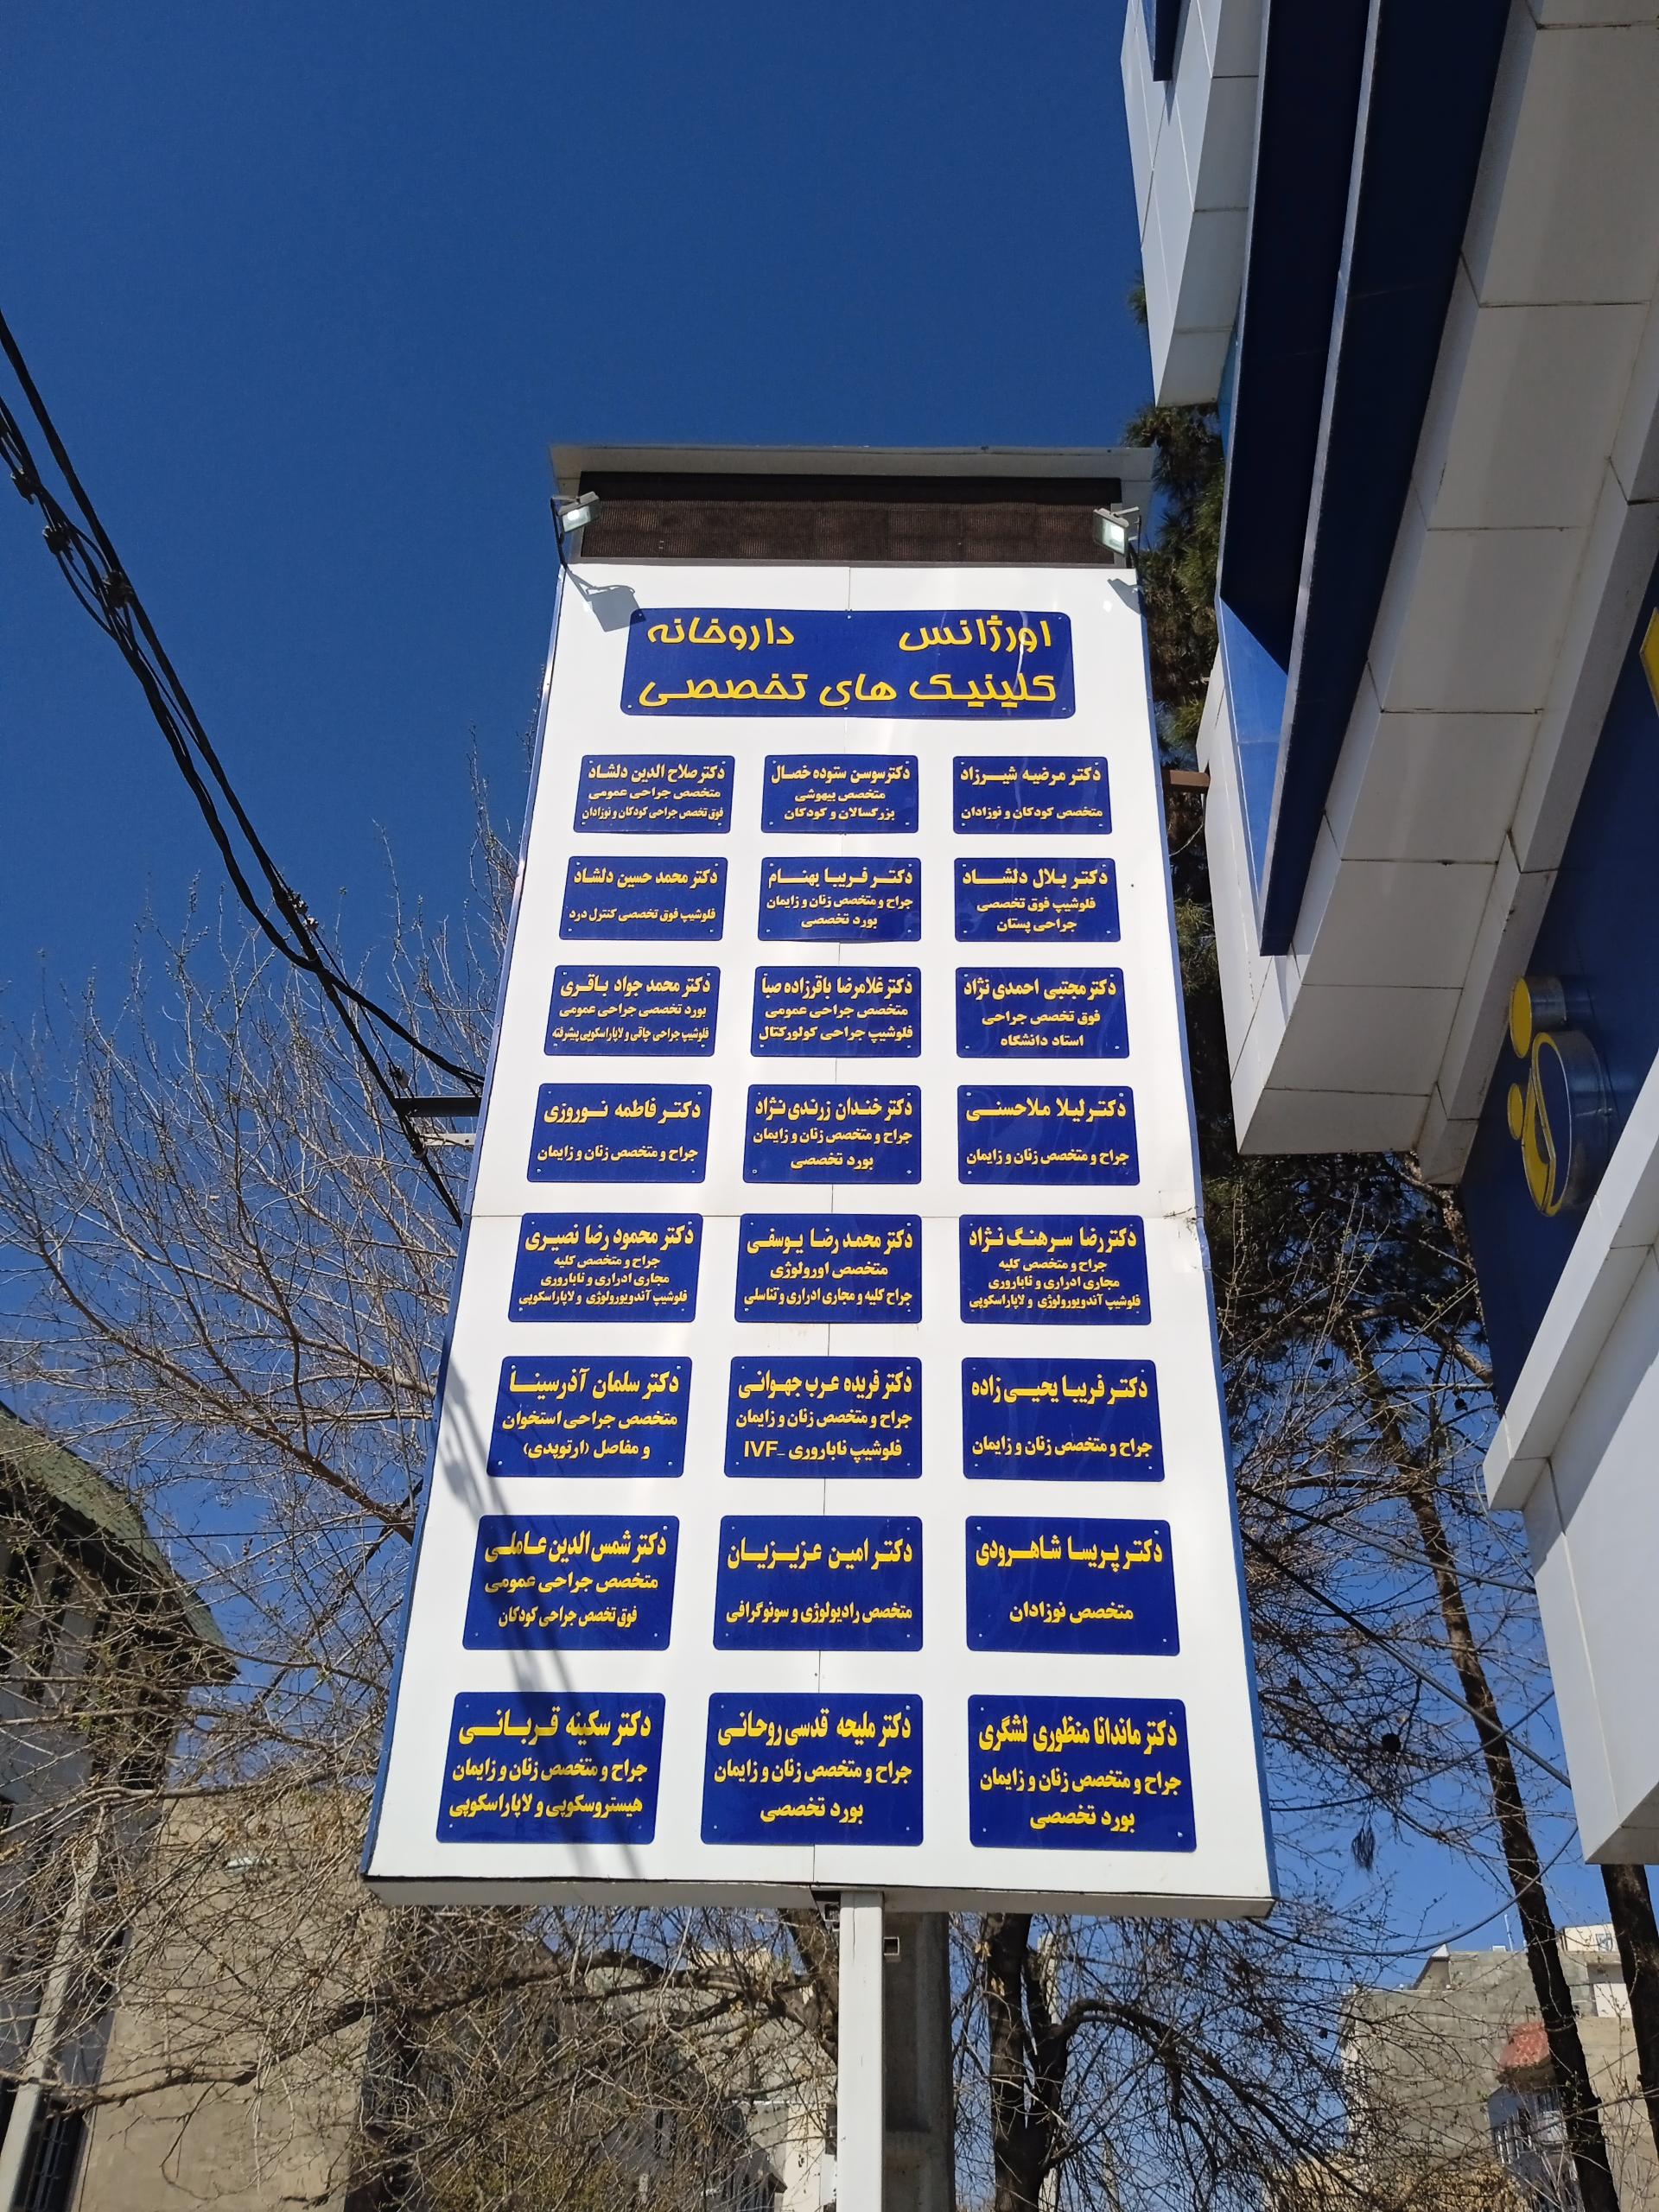 اورژانس داروخانه
کلینیک های تخصصی
دکتر مرضیه شیرزاد
متخصص کودکان و نوزادان
دکتر سوسن ستوده خصال
متخصص بیهوشی
بزرگسالان و کودکان
دکتر صلاح الدین دلشاد
متخصص جراحی عمومی
فوق تخصص جراحی کودکان و نوزادان
دکتر بلال دلشاد
فلوشیپ فوق تخصصی
جراحی پستان
دکتر فریبا بهنام
جراح و متخصص زنان و زایمان
بورد تخصصی
دکتر محمد حسین دلشاد
فلوشیپ فوق تخصصی کنترل درد
دکتر مجتبی احمدی نژاد
فوق تخصص جراحی
استاد دانشگاه
دکتر غلامرضا باقرزاده صبا
متخصص جراحی عمومی
فلوشیپ جراحی کولورکتال
دکتر محمد جواد باقری
بورد تخصصی جراحی عمومی
فلوشیپ جراحی چاقی و لاپاراسکوپی پیشرفته
دکتر لیلا ملاحسنی
جراح و متخصص زنان و زایمان
دکتر خندان زرندی نژاد
جراح و متخصص زنان و زایمان
بورد تخصصی
دکتر فاطمه نوروزی
جراح و متخصص زنان و زایمان
دکتر رضا سرهنگ نژاد
جراح و متخصص کلیه
مجاری ادراری و ناباروری
فلوشیپ آندویورولوژی و لاپاراسکوپی
دکتر محمد رضا یوسفی
متخصص اورولوژی
جراح کلیه و مجاری ادراری و تناسلی
دکتر محمود رضا نصیری
جراح و متخصص کلیه
مجاری ادراری و ناباروری
فلوشیپ آندویورولوژی و لاپاراسکوپی
دکتر فریبا یحیی زاده
جراح و متخصص زنان و زایمان
دکتر فریده عرب جهوانی
جراح و متخصص زنان و زایمان
فلوشیپ ناباروری _IVF
دکتر سلمان آذرسینا
متخصص جراحی استخوان
و مفاصل (ارتوپدی)
دکتر پریسا شاهرودی
متخصص نوزادان
دکتر امین عزیزیان
متخصص رادیولوژی و سونوگرافی
دکتر شمس الدین عاملی
متخصص جراحی عمومی
فوق تخصص جراحی کودکان
دکتر ماندانا منظوری لشگری
جراح و متخصص زنان و زایمان
بورد تخصصی
دکتر ملیحه قدسی روحانی
جراح و متخصص زنان و زایمان
بورد تخصصی
دکتر سکینه قربانی
جراح و متخصص زنان و زایمان
هیستروسکوپی و لاپاراسکوپی